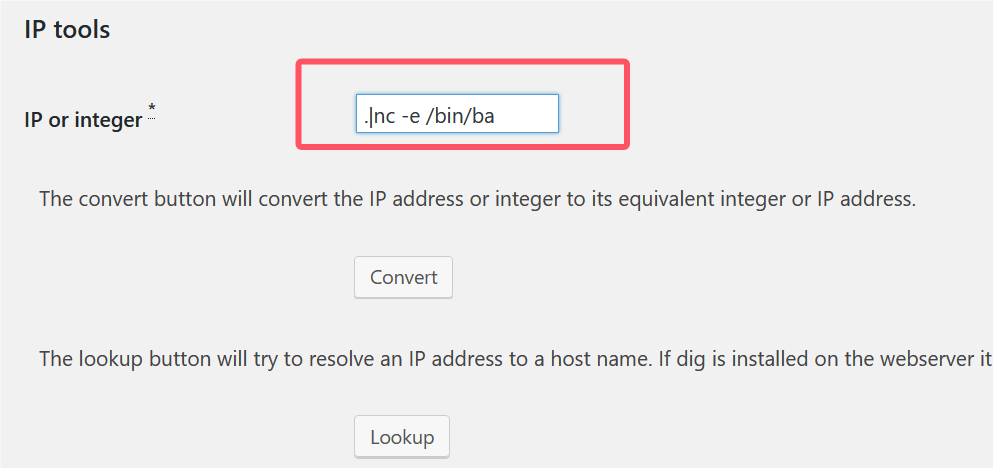 IP tools
IP or integer * .|nc -e /bin/ba
The convert button will convert the IP address or integer to its equivalent integer or IP address.
Convert
The lookup button will try to resolve an IP address to a host name. If dig is installed on the webserver it
Lookup